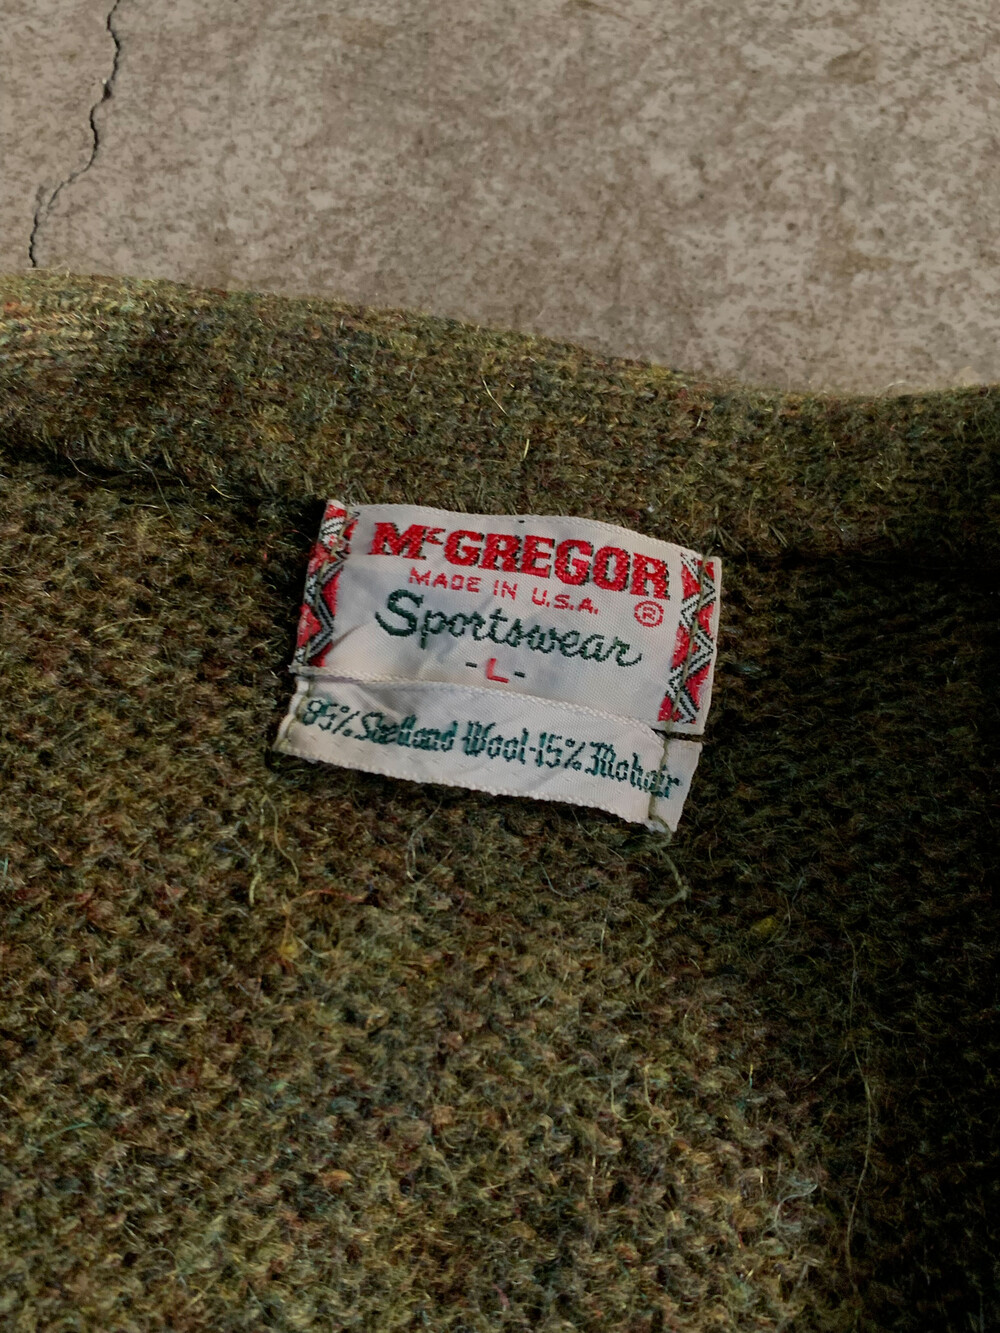 McGREGOR
MADE IN U.S.A. ®
Sportswear
-L-
85% Shetland Wool-15% Mohair